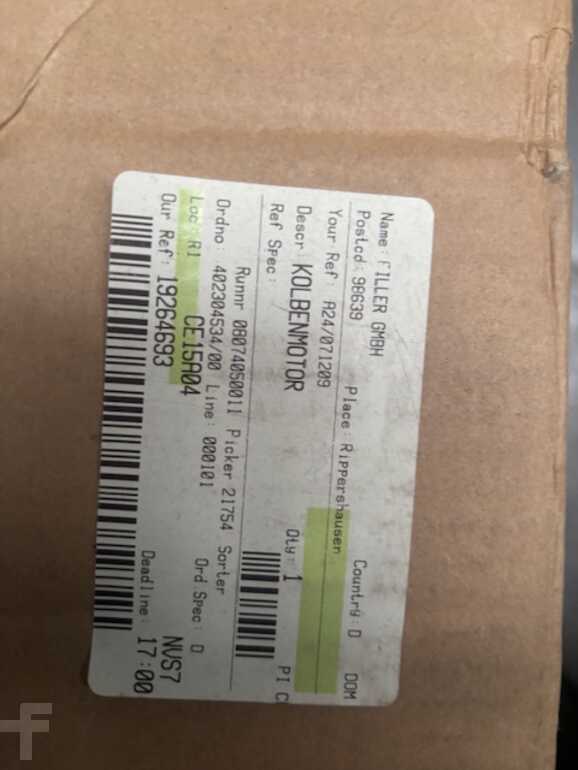 Name: FILLER GMBH
Postcd: 98639 Place: Rippershausen Country: D DOM
Your Ref: A24/071209
Descr: KOLBENMOTOR Qty: 1 PI C
Ref Spec:
Runnr 08074050011 Picker 21754 Sorter
Ordno: 402304534/00 Line: 000101 Ord Spec: D
Loc: R1 CE15A04 NVS7
Our Ref: 19264693 Deadline: 17:00